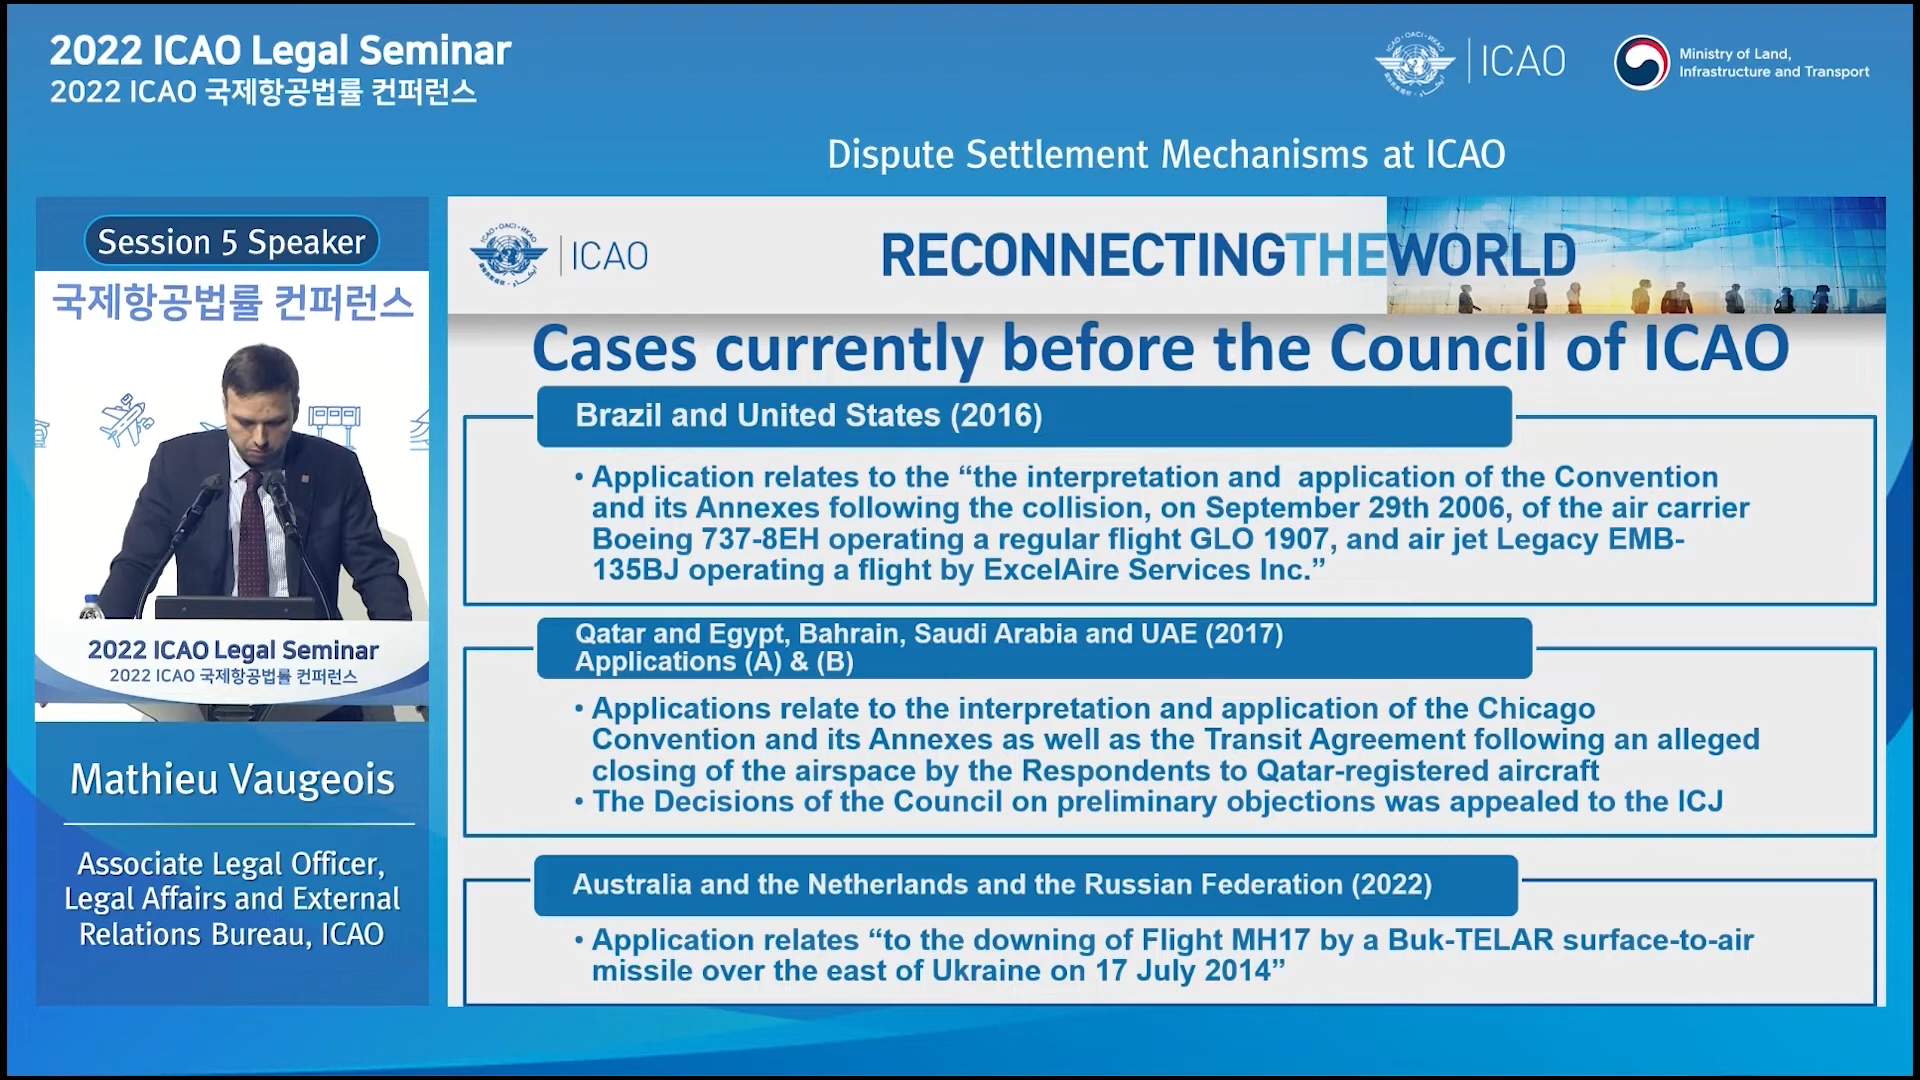 2022 ICAO Legal Seminar
2022 ICAO 국제항공법률 컨퍼런스
ICAO
Ministry of Land,
Infrastructure and Transport
Dispute Settlement Mechanisms at ICAO
Session 5 Speaker
국제항공법률 컨퍼런스
2022 ICAO Legal Seminar
2022 ICAO 국제항공법률 컨퍼런스
Mathieu Vaugeois
Associate Legal Officer,
Legal Affairs and External
Relations Bureau, ICAO
ICAO
RECONNECTINGTHEWORLD
Cases currently before the Council of ICAO
Brazil and United States (2016)
• Application relates to the “the interpretation and  application of the Convention
and its Annexes following the collision, on September 29th 2006, of the air carrier
Boeing 737-8EH operating a regular flight GLO 1907, and air jet Legacy EMB-
135BJ operating a flight by ExcelAire Services Inc.”
Qatar and Egypt, Bahrain, Saudi Arabia and UAE (2017)
Applications (A) & (B)
• Applications relate to the interpretation and application of the Chicago
Convention and its Annexes as well as the Transit Agreement following an alleged
closing of the airspace by the Respondents to Qatar-registered aircraft
• The Decisions of the Council on preliminary objections was appealed to the ICJ
Australia and the Netherlands and the Russian Federation (2022)
• Application relates “to the downing of Flight MH17 by a Buk-TELAR surface-to-air
missile over the east of Ukraine on 17 July 2014”